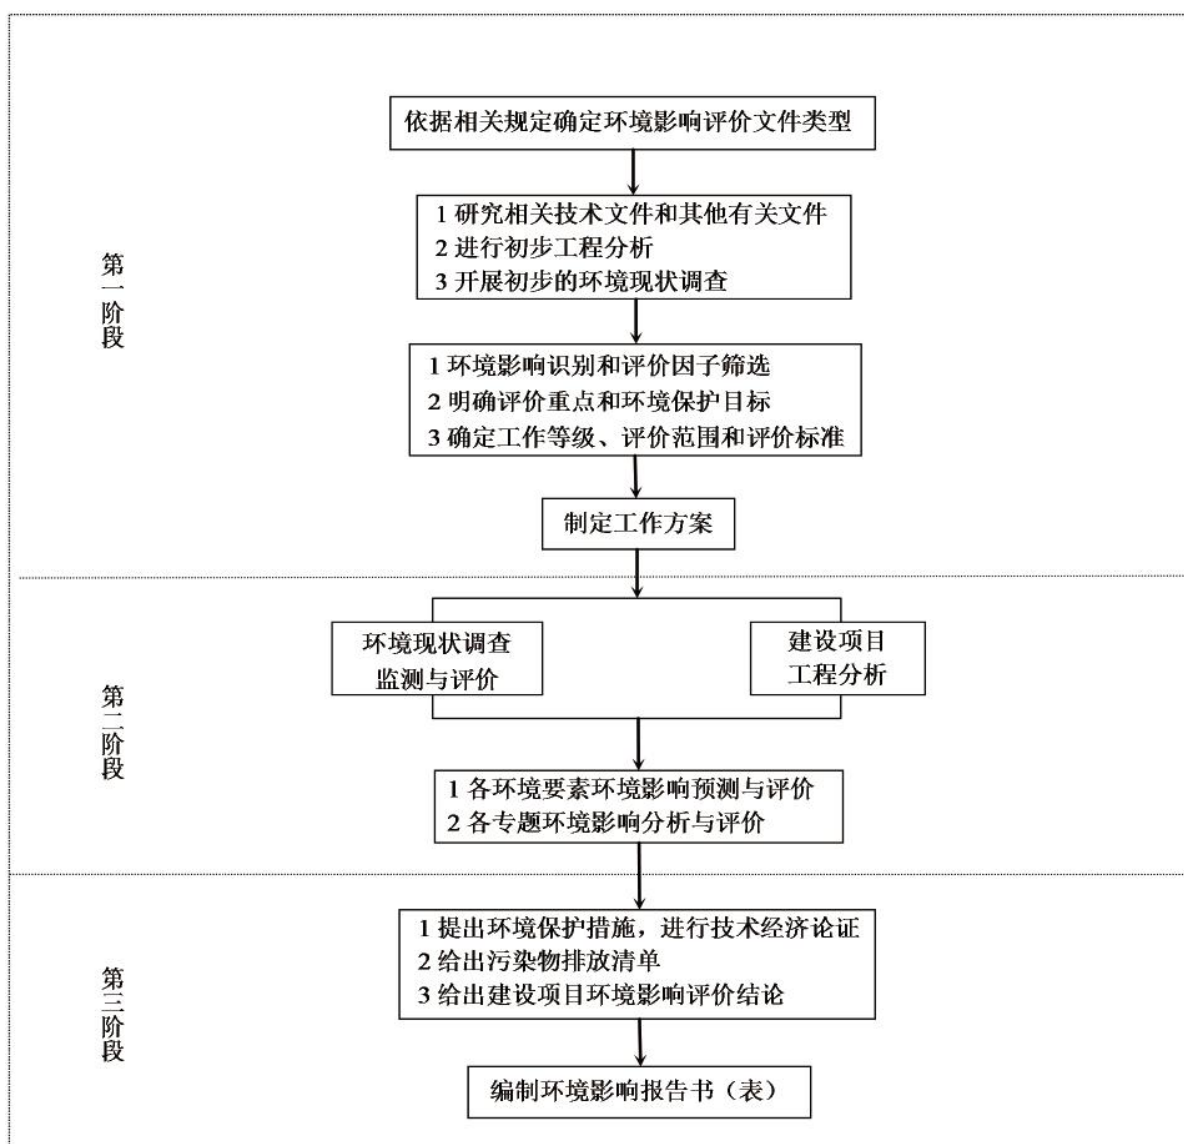 第一阶段
依据相关规定确定环境影响评价文件类型
1 研究相关技术文件和其他有关文件
2 进行初步工程分析
3 开展初步的环境现状调查
1 环境影响识别和评价因子筛选
2 明确评价重点和环境保护目标
3 确定工作等级、评价范围和评价标准
制定工作方案
第二阶段
环境现状调查
监测与评价
建设项目
工程分析
1 各环境要素环境影响预测与评价
2 各专题环境影响分析与评价
第三阶段
1 提出环境保护措施，进行技术经济论证
2 给出污染物排放清单
3 给出建设项目环境影响评价结论
编制环境影响报告书（表）